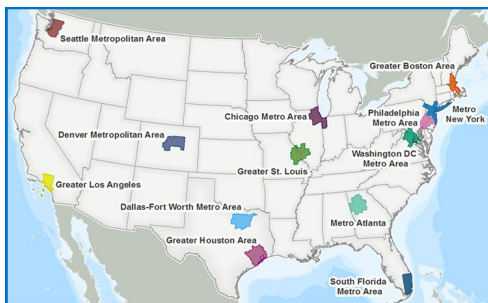 Seattle Metropolitan Area
Greater Boston Area
Chicago Metro Area
Philadelphia
Metro Area
Metro
New York
Denver Metropolitan Area
Washington DC
Metro Area
Greater St. Louis
Greater Los Angeles
Dallas-Fort Worth Metro Area
Metro Atlanta
Greater Houston Area
South Florida
Metro Area